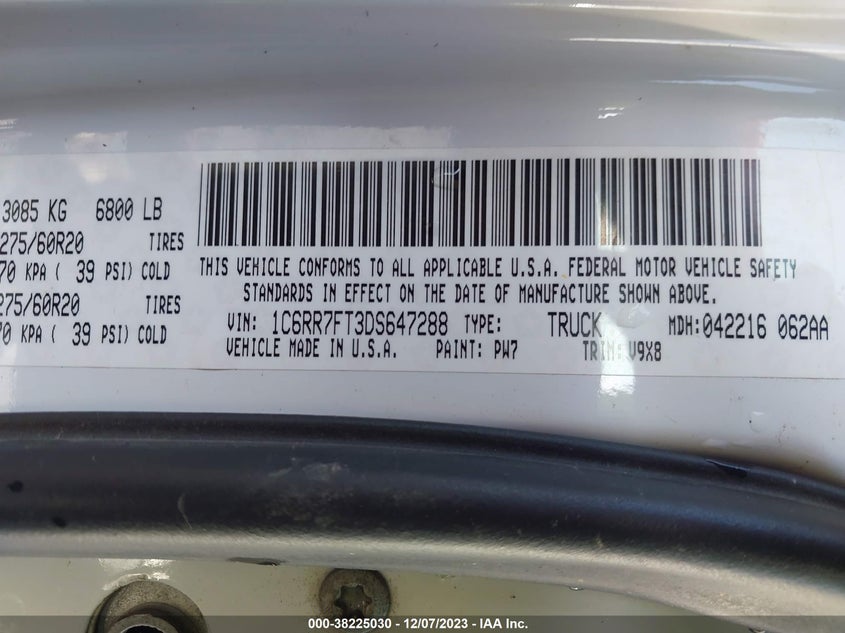 3085 KG 6800 LB
275/60R20 TIRES
70 KPA ( 39 PSI) COLD
275/60R20 TIRES
70 KPA ( 39 PSI) COLD
THIS VEHICLE CONFORMS TO ALL APPLICABLE U.S.A. FEDERAL MOTOR VEHICLE SAFETY
STANDARDS IN EFFECT ON THE DATE OF MANUFACTURE SHOWN ABOVE.
VIN: 1C6RR7FT3DS647288 TYPE: TRUCK MDH:042216 062AA
VEHICLE MADE IN U.S.A. PAINT: PW7 TRIM: V9X8
000-38225030 - 12/07/2023 - IAA Inc.